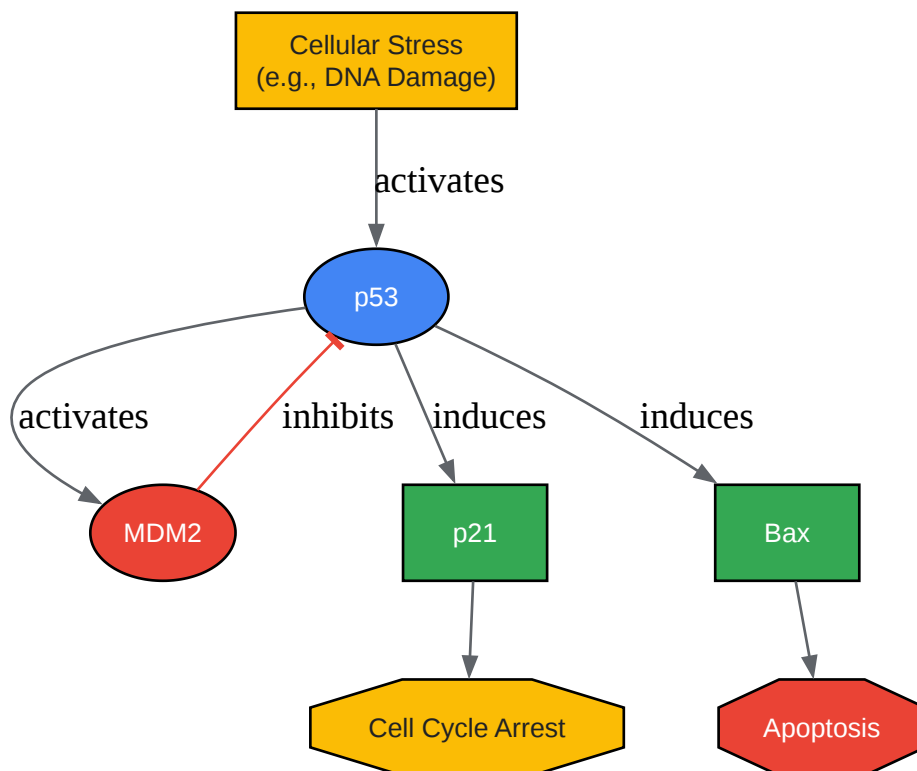 Cellular Stress
(e.g., DNA Damage)
activates
p53
activates
inhibits
induces
induces
MDM2
p21
Bax
Cell Cycle Arrest
Apoptosis